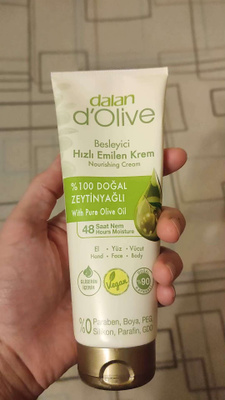 dalan
d'Olive
Besleyici
Hızlı Emilen Krem
Nourishing Cream
%100 DOĞAL
ZEYTİNYAĞLI
With Pure Olive Oil
48 Saat Nem
Hours Moisture
El · Yüz · Vücut
Hand · Face · Body
Vegan
%90
%0 Paraben, Boya, PEG,
Silikon, Parafin, GDO